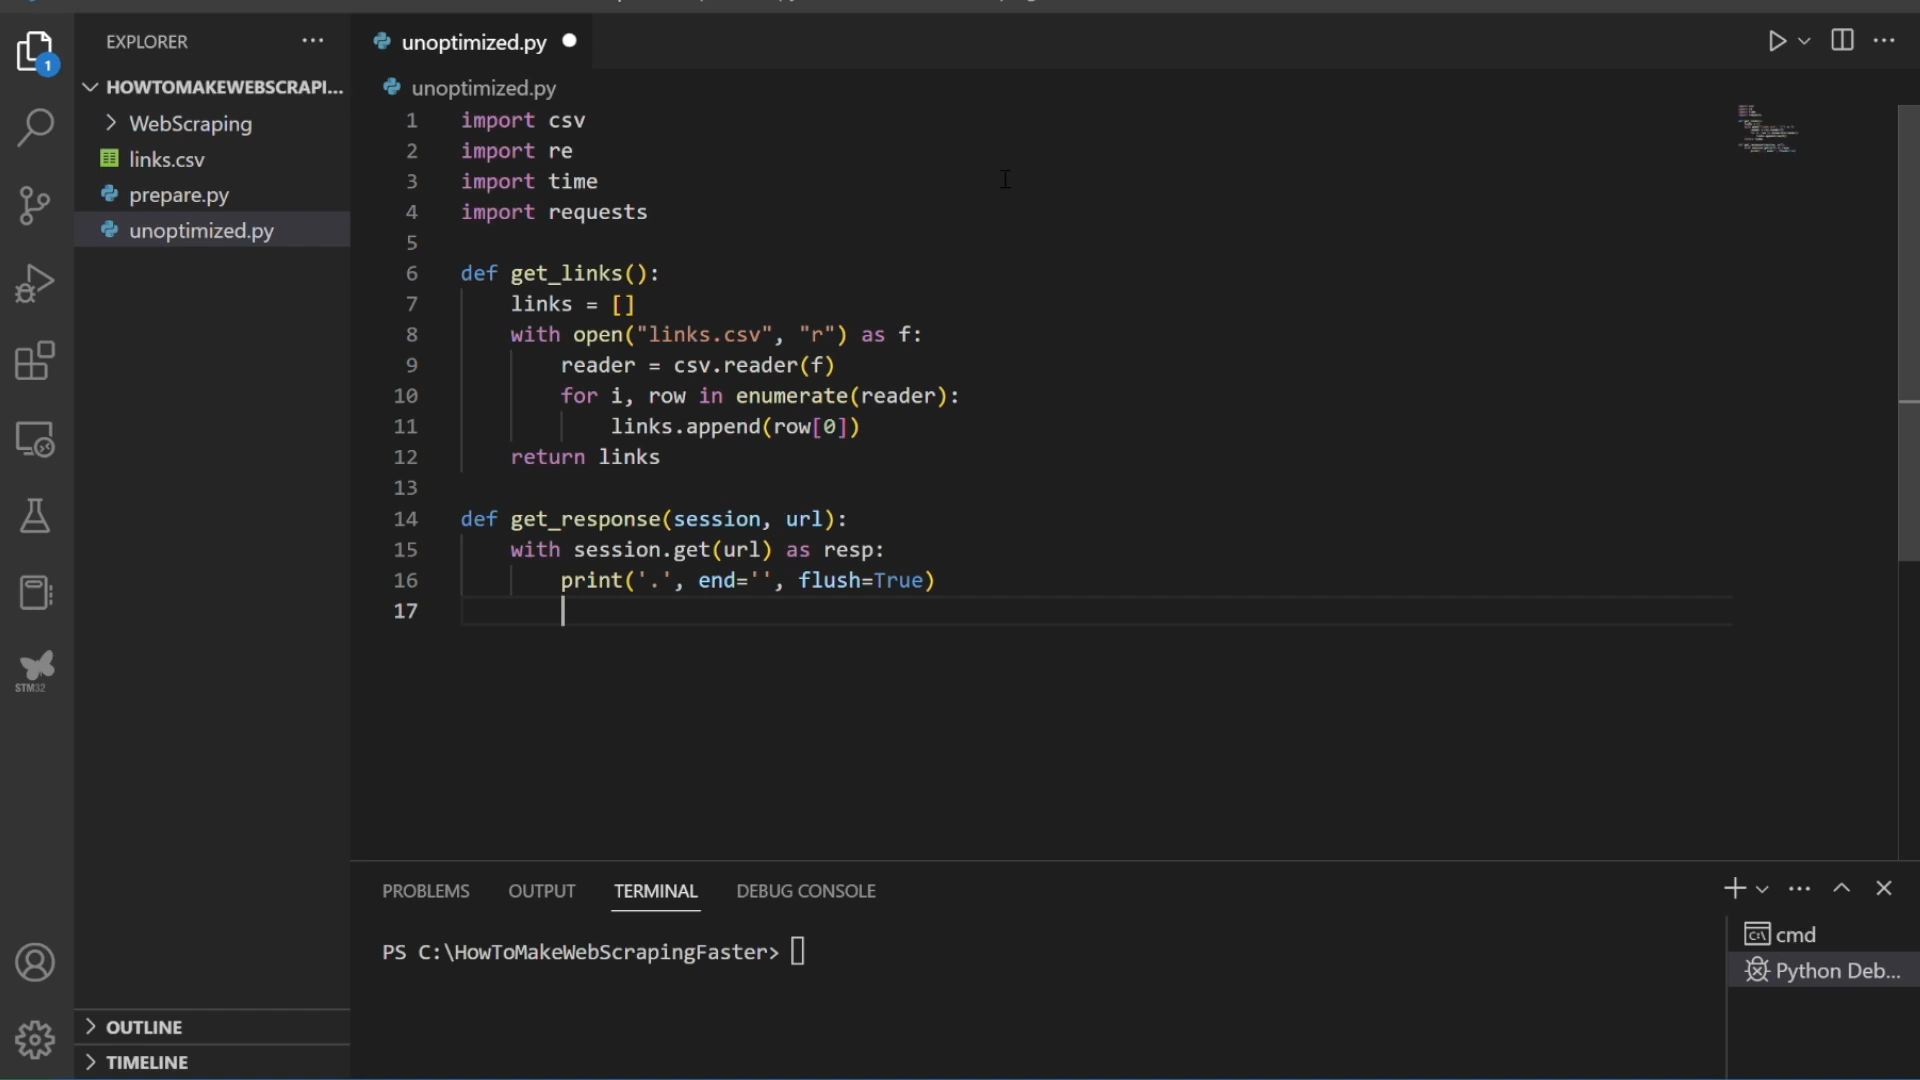 EXPLORER
1
HOWTOMAKEWEBSCRAPI...
WebScraping
links.csv
prepare.py
unoptimized.py
STM32
OUTLINE
TIMELINE
unoptimized.py
unoptimized.py
1 import csv
2 import re
3 import time
4 import requests
5
6 def get_links():
7 links = []
8 with open("links.csv", "r") as f:
9 reader = csv.reader(f)
10 for i, row in enumerate(reader):
11 links.append(row[0])
12 return links
13
14 def get_response(session, url):
15 with session.get(url) as resp:
16 print('.', end='', flush=True)
17
PROBLEMS OUTPUT TERMINAL DEBUG CONSOLE
PS C:\HowToMakeWebScrapingFaster>
cmd
Python Deb...